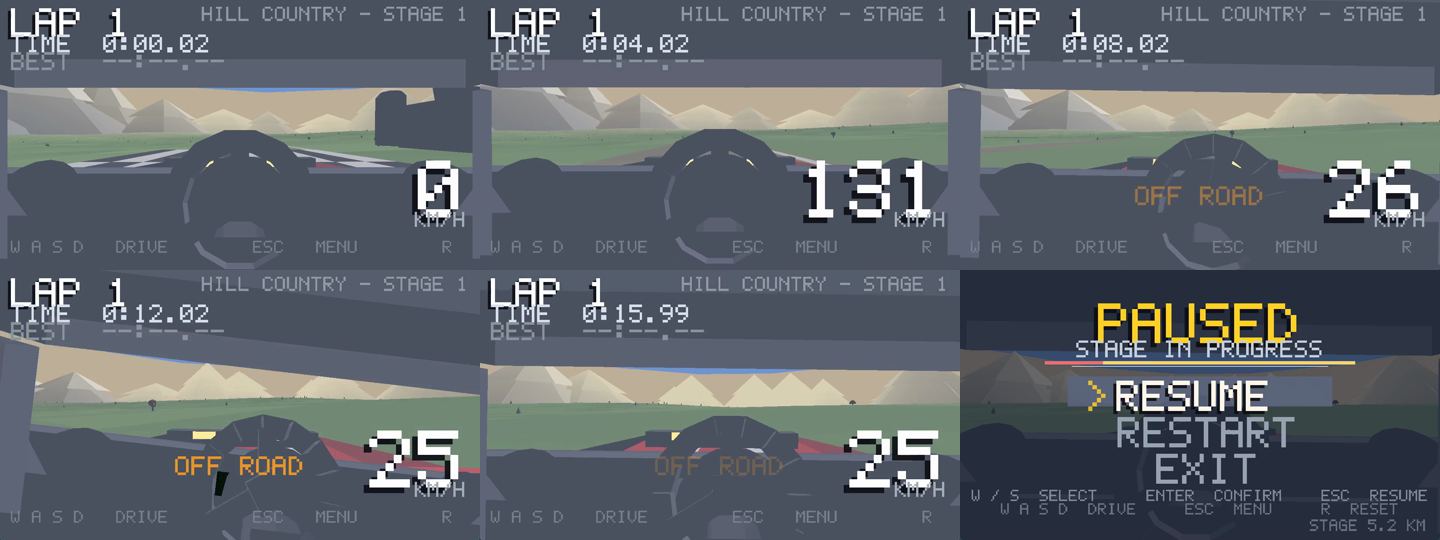 LAP 1 HILL COUNTRY - STAGE 1
TIME 0:00.02
BEST --:--.--
0
KM/H
W A S D DRIVE ESC MENU R
LAP 1 HILL COUNTRY - STAGE 1
TIME 0:04.02
BEST --:--.--
131
KM/H
W A S D DRIVE ESC MENU R
LAP 1 HILL COUNTRY - STAGE 1
TIME 0:08.02
BEST --:--.--
OFF ROAD
26
KM/H
W A S D DRIVE ESC MENU R
LAP 1 HILL COUNTRY - STAGE 1
TIME 0:12.02
BEST --:--.--
OFF ROAD
25
KM/H
W A S D DRIVE ESC MENU R
LAP 1 HILL COUNTRY - STAGE 1
TIME 0:15.99
BEST --:--.--
OFF ROAD
25
KM/H
W A S D DRIVE ESC MENU R
PAUSED
STAGE IN PROGRESS
> RESUME
RESTART
EXIT
W / S SELECT ENTER CONFIRM ESC RESUME
W A S D DRIVE ESC MENU R RESET
STAGE 5.2 KM